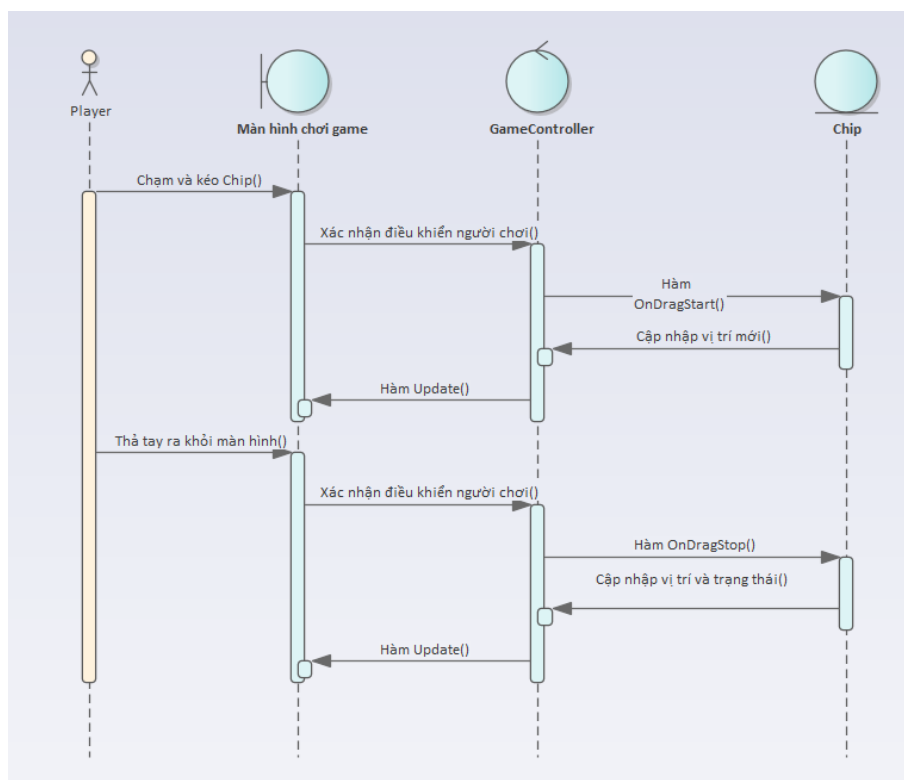 Player
Màn hình chơi game
GameController
Chip
Chạm và kéo Chip()
Xác nhận điều khiển người chơi()
Hàm
OnDragStart()
Cập nhập vị trí mới()
Hàm Update()
Thả tay ra khỏi màn hình()
Xác nhận điều khiển người chơi()
Hàm OnDragStop()
Cập nhập vị trí và trạng thái()
Hàm Update()